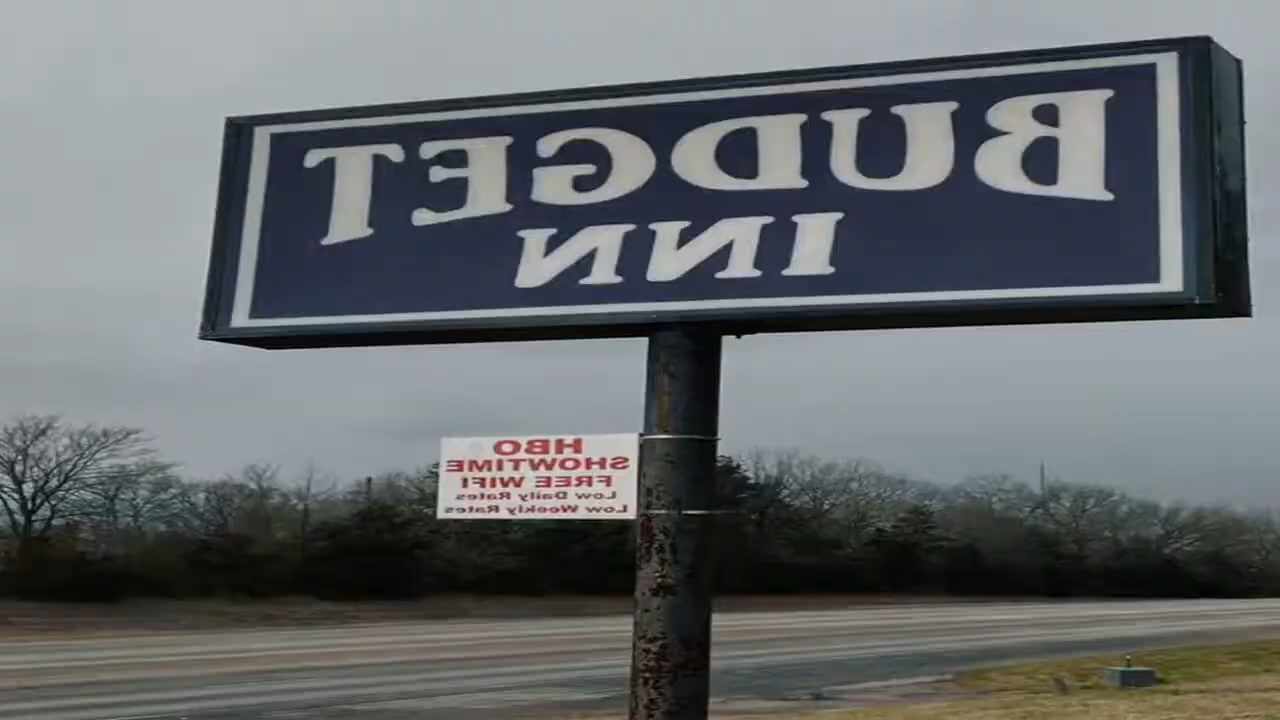 BUDGET
INN
HBO
SHOWTIME
FREE WIFI
Low Daily Rates
Low Weekly Rates